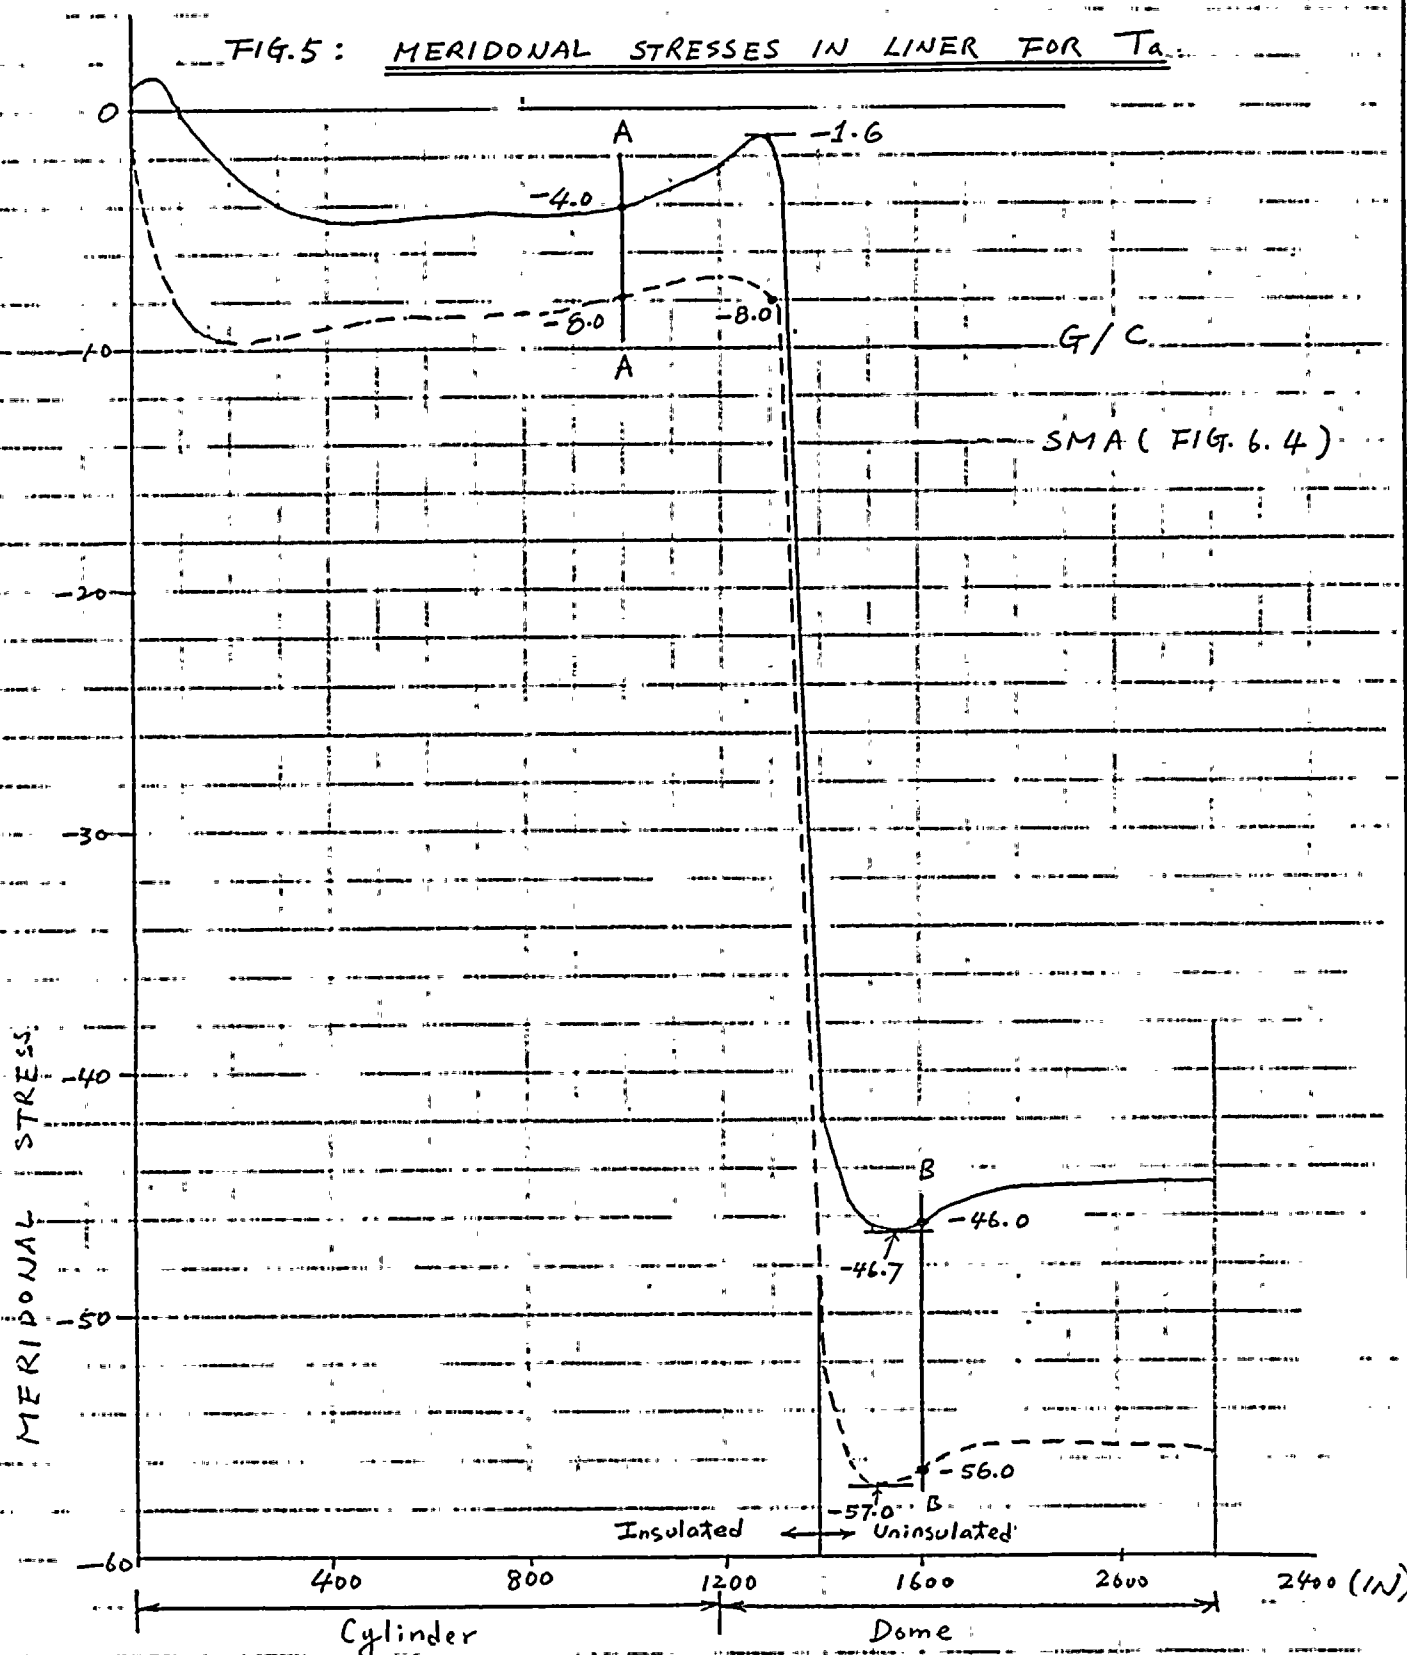 FIG.5: MERIDONAL STRESSES IN LINER FOR Ta.
0
A
-1.6
-4.0
-8.0
-8.0
-10
A
G/C
SMA (FIG. 6.4)
-20
-30
-40
MERIDONAL STRESS
B
-46.0
-46.7
-50
-56.0
-57.0
B
Insulated
Uninsulated
-60
400
800
1200
1600
2000
2400 (IN)
Cylinder
Dome